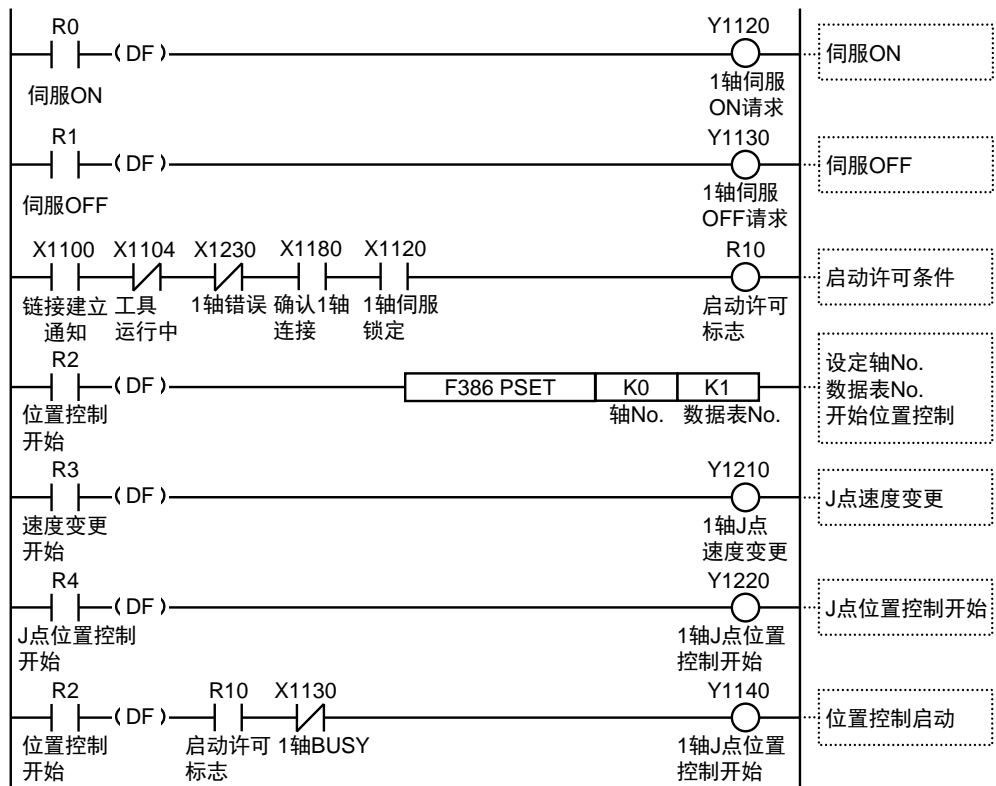 R0
Y1120
( DF )
伺服ON
伺服ON
1轴伺服
ON请求
R1
Y1130
( DF )
伺服OFF
伺服OFF
1轴伺服
OFF请求
X1100 X1104 X1230 X1180 X1120
R10
启动许可条件
链接建立
通知
工具
运行中
1轴错误
确认1轴
连接
1轴伺服
锁定
启动许可
标志
R2
( DF )
F386 PSET K0 K1
轴No. 数据表No.
位置控制
开始
设定轴No.
数据表No.
开始位置控制
R3
Y1210
( DF )
J点速度变更
速度变更
开始
1轴J点
速度变更
R4
Y1220
( DF )
J点位置控制开始
J点位置控制
开始
1轴J点位置
控制开始
R2 R10 X1130
Y1140
( DF )
位置控制启动
位置控制
开始
启动许可
标志
1轴BUSY
1轴J点位置
控制开始